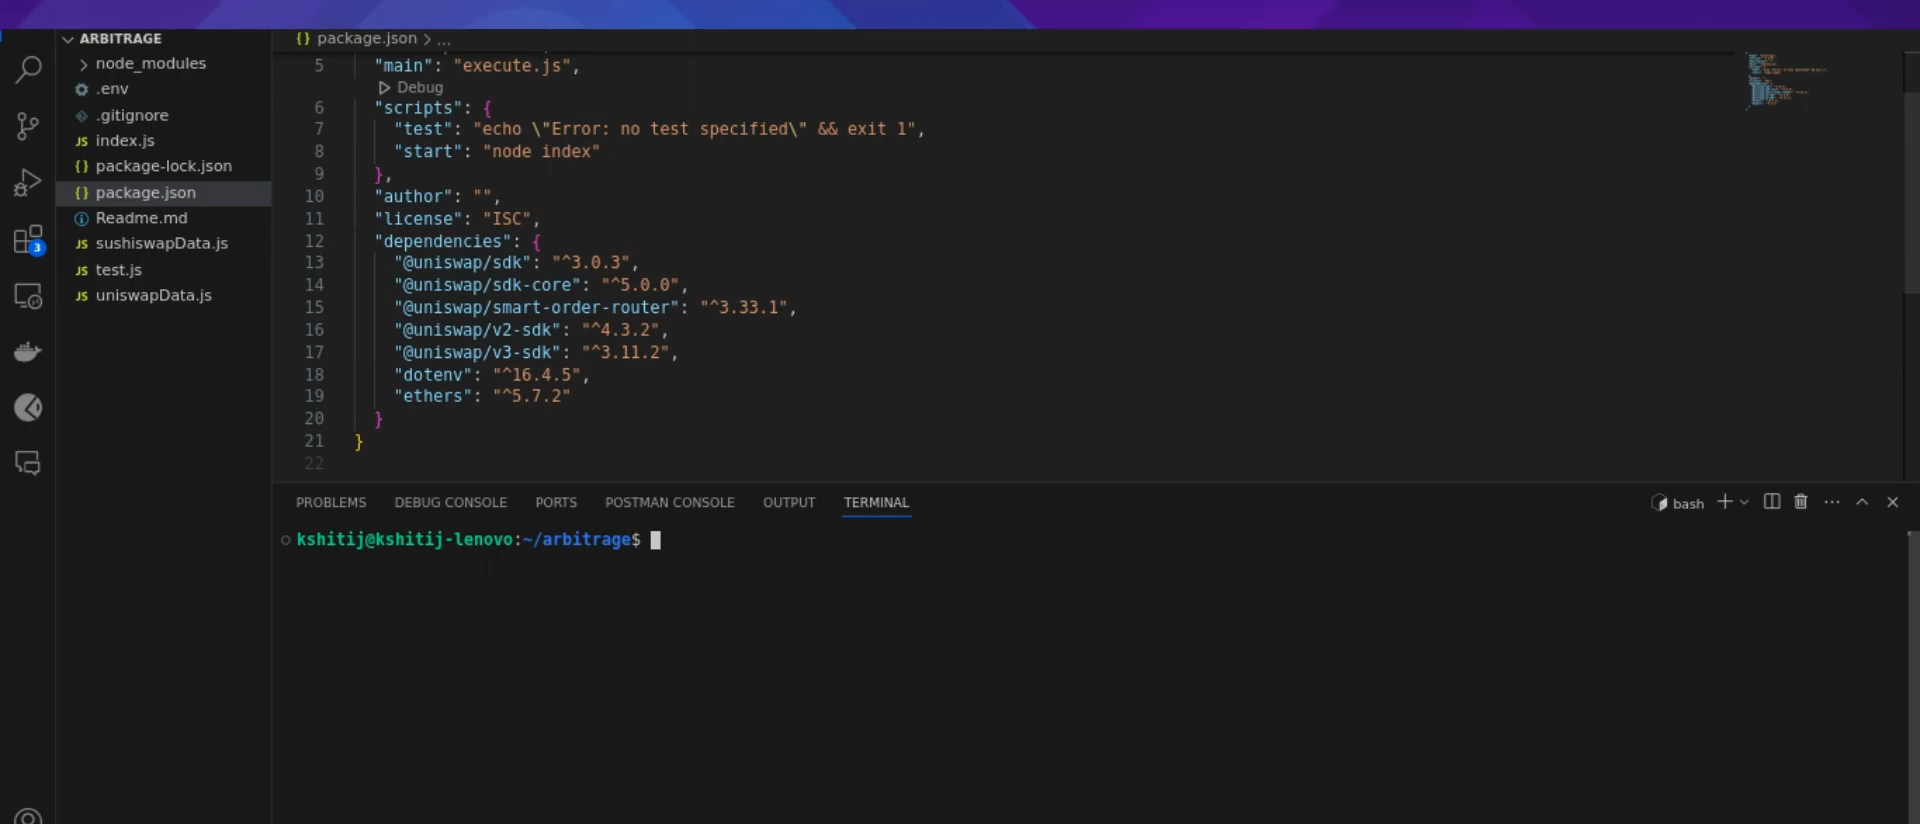 ARBITRAGE
node_modules
.env
.gitignore
JS index.js
{} package-lock.json
{} package.json
Readme.md
JS sushiswapData.js
JS test.js
JS uniswapData.js
3
{} package.json > ...
5 "main": "execute.js",
Debug
6 "scripts": {
7 "test": "echo \"Error: no test specified\" && exit 1",
8 "start": "node index"
9 },
10 "author": "",
11 "license": "ISC",
12 "dependencies": {
13 "@uniswap/sdk": "^3.0.3",
14 "@uniswap/sdk-core": "^5.0.0",
15 "@uniswap/smart-order-router": "^3.33.1",
16 "@uniswap/v2-sdk": "^4.3.2",
17 "@uniswap/v3-sdk": "^3.11.2",
18 "dotenv": "^16.4.5",
19 "ethers": "^5.7.2"
20 }
21 }
22
PROBLEMS DEBUG CONSOLE PORTS POSTMAN CONSOLE OUTPUT TERMINAL bash
kshitij@kshitij-lenovo:~/arbitrage$